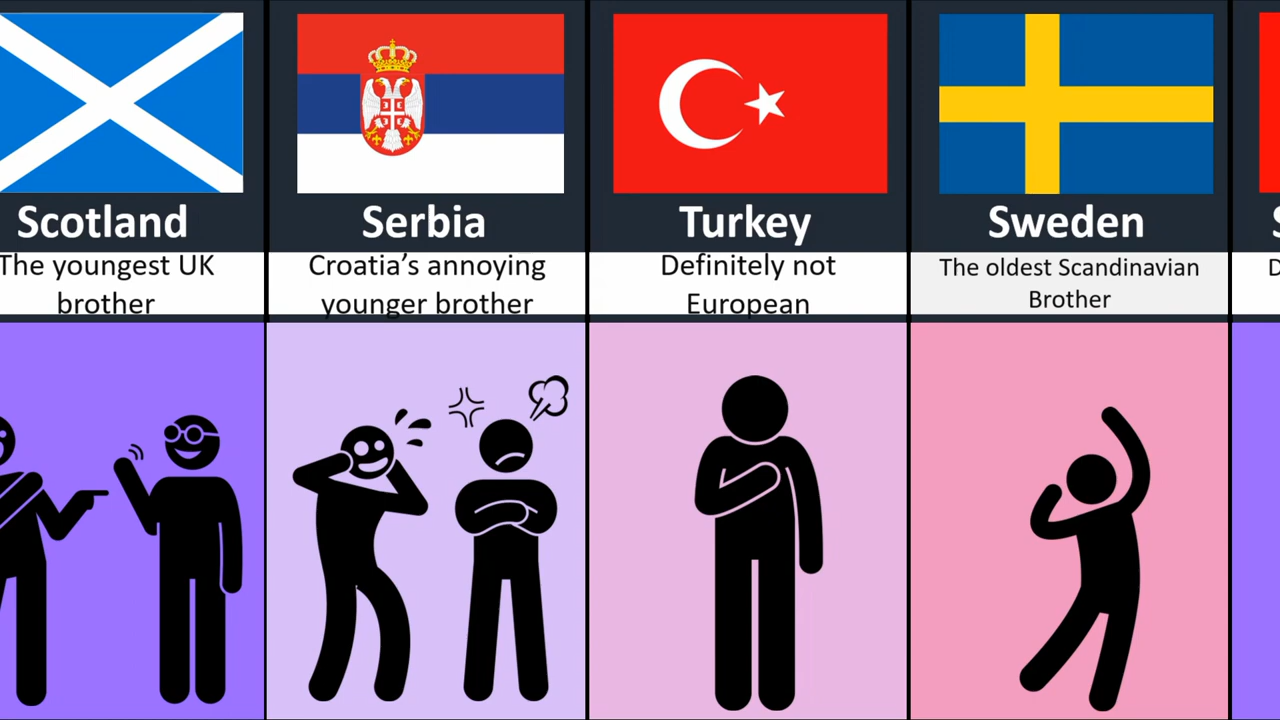 Scotland
The youngest UK
brother
Serbia
Croatia’s annoying
younger brother
Turkey
Definitely not
European
Sweden
The oldest Scandinavian
Brother
S
D